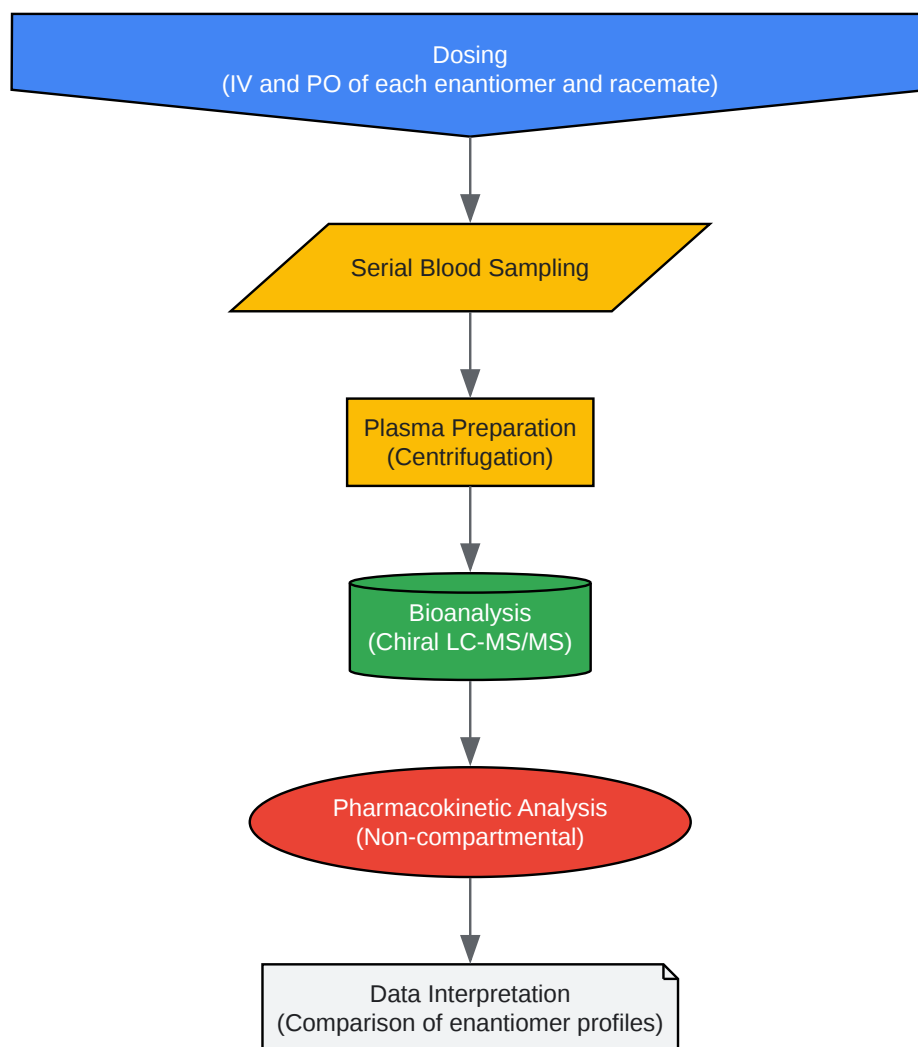 Dosing
(IV and PO of each enantiomer and racemate)
Serial Blood Sampling
Plasma Preparation
(Centrifugation)
Bioanalysis
(Chiral LC-MS/MS)
Pharmacokinetic Analysis
(Non-compartmental)
Data Interpretation
(Comparison of enantiomer profiles)